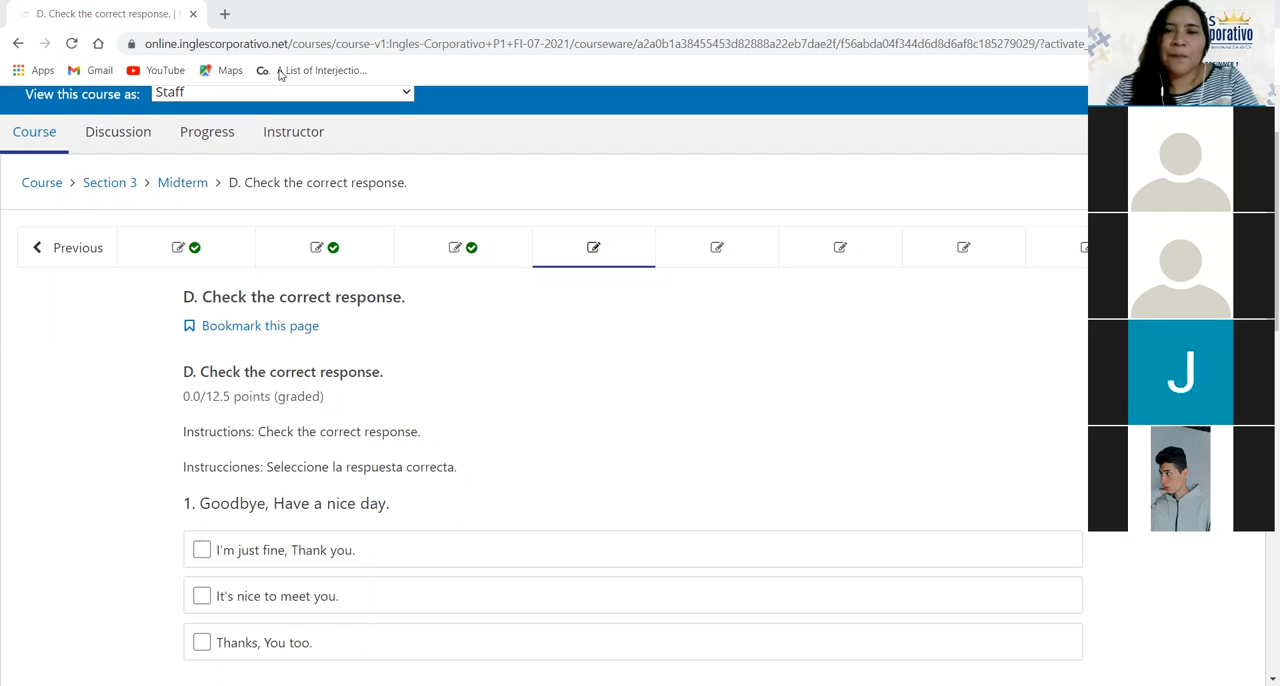 D. Check the correct response. |
online.inglescorporativo.net/courses/course-v1:Ingles-Corporativo+P1+FI-07-2021/courseware/a2a0b1a38455453d82888a22eb7dae2f/f56abda04f344d6d8d6af8c185279029/?activate
Apps Gmail YouTube Maps Co. A List of Interjectio...
View this course as: Staff
Course Discussion Progress Instructor
Course > Section 3 > Midterm > D. Check the correct response.
Previous
D. Check the correct response.
Bookmark this page
D. Check the correct response.
0.0/12.5 points (graded)
Instructions: Check the correct response.
Instrucciones: Seleccione la respuesta correcta.
1. Goodbye, Have a nice day.
I'm just fine, Thank you.
It's nice to meet you.
Thanks, You too.
J